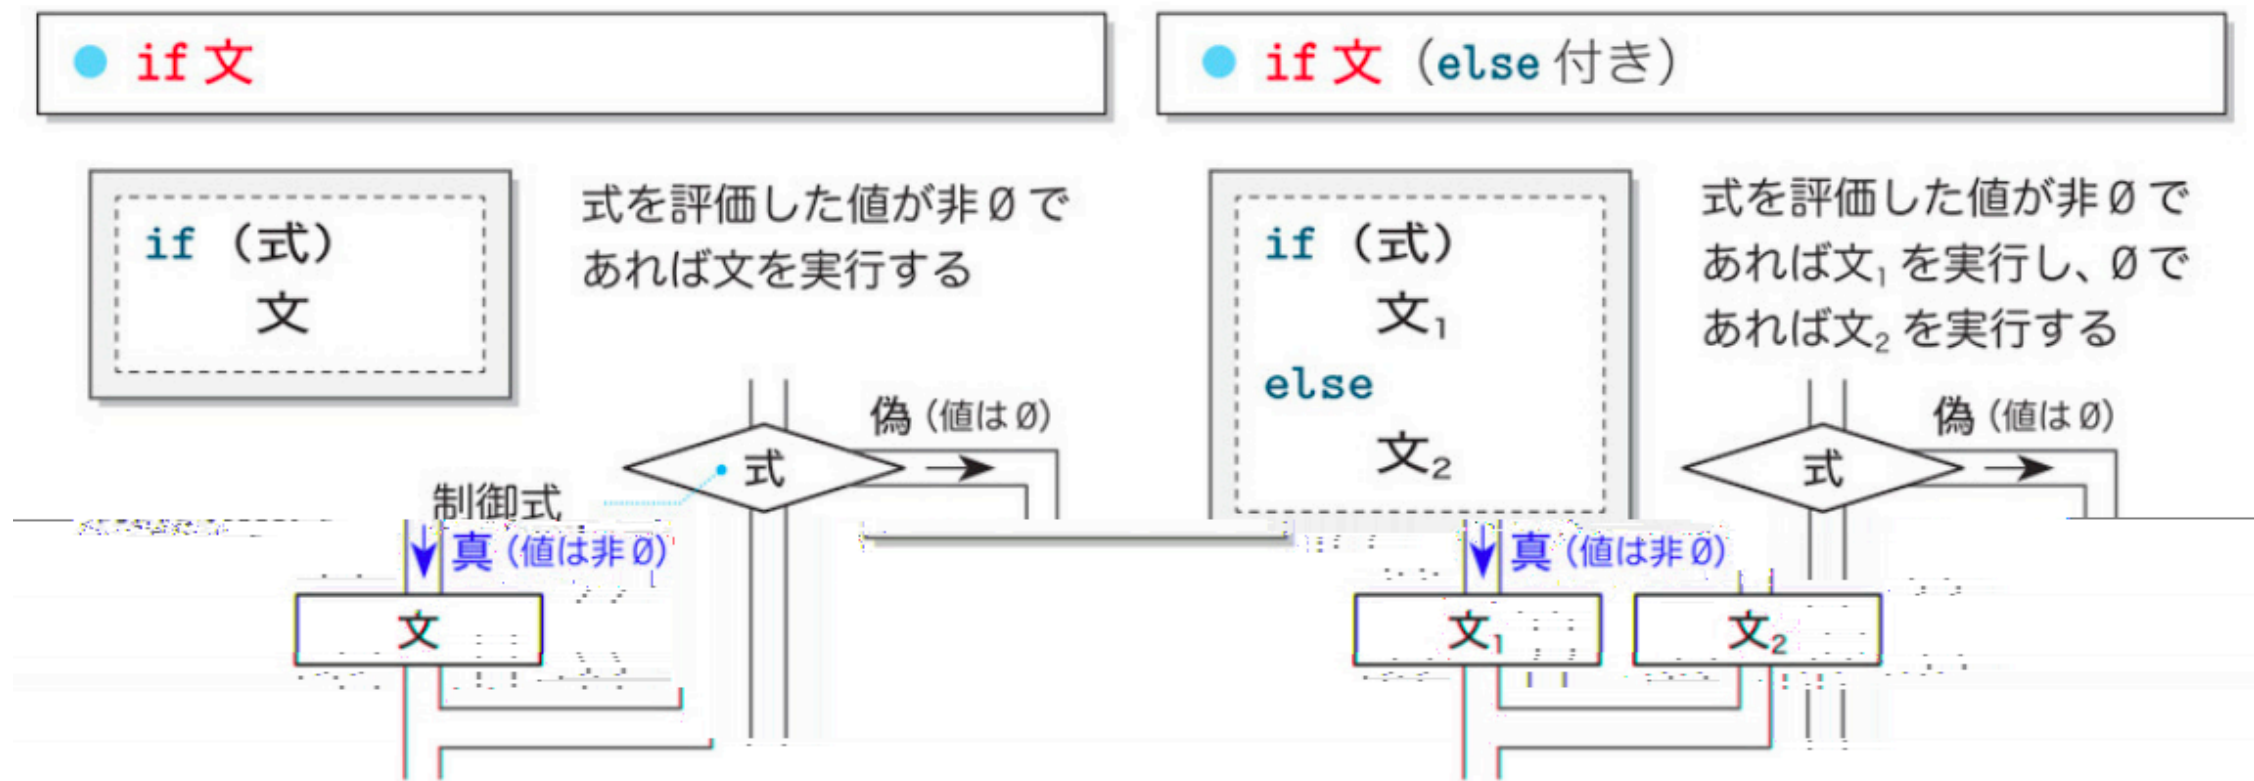 ● if 文
if (式)
文
式を評価した値が非0で
あれば文を実行する
偽（値は0）
式
制御式
真（値は非0）
文
● if 文（else 付き）
if (式)
文1
else
文2
式を評価した値が非0で
あれば文1 を実行し、0で
あれば文2 を実行する
偽（値は0）
式
真（値は非0）
文1
文2